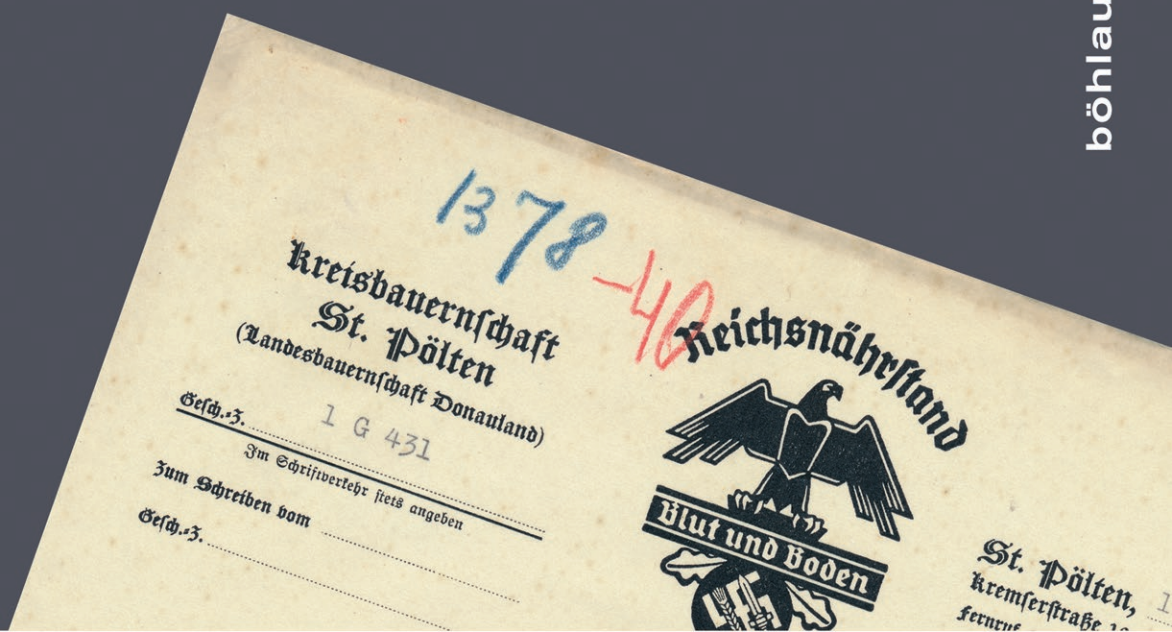 böhlau
1378-40
Kreisbauernschaft
St. Pölten
(Landesbauernschaft Donauland)
Gesch.-Z. 1 G 431
Im Schriftverkehr stets angeben
Zum Schreiben vom
Gesch.-Z.
Reichsnährstand
Blut und Boden
St. Pölten,
Kremserstraße
Fernruf